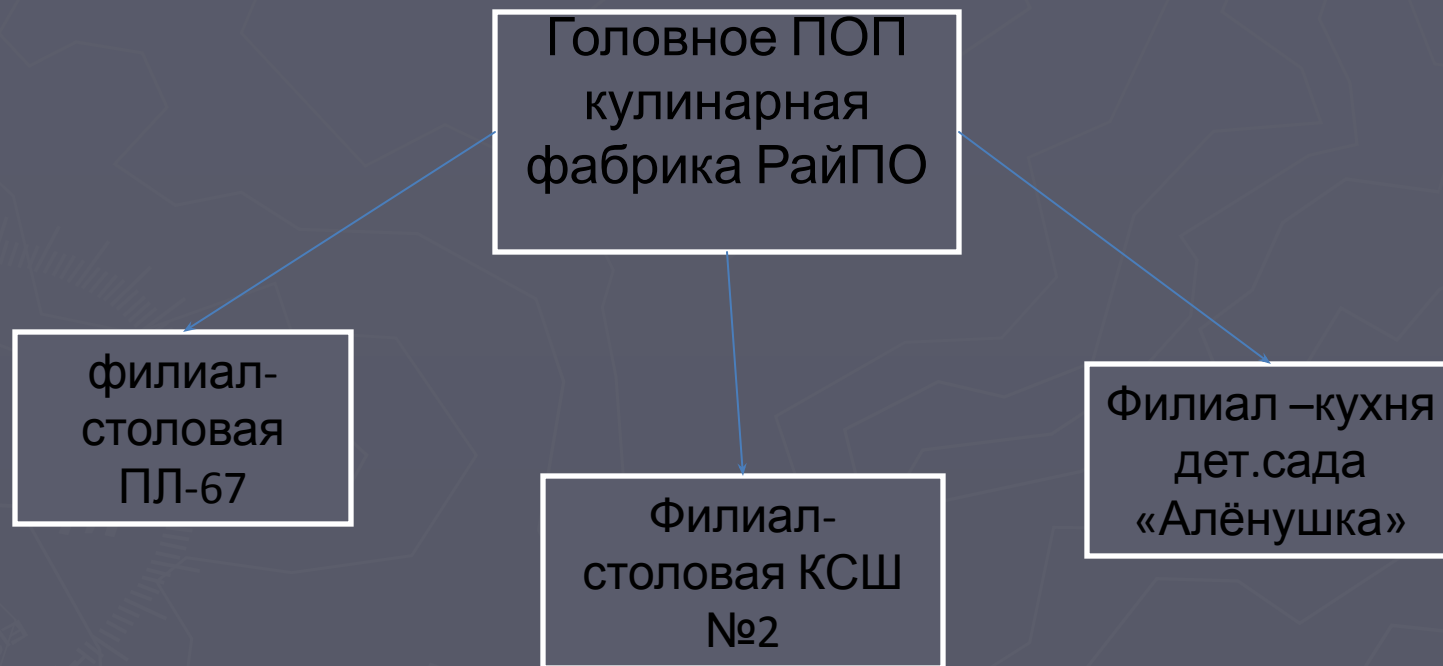 Головное ПОП
кулинарная
фабрика РайПО
филиал-
столовая
ПЛ-67
Филиал-
столовая КСШ
№2
Филиал –кухня
дет.сада
«Алёнушка»